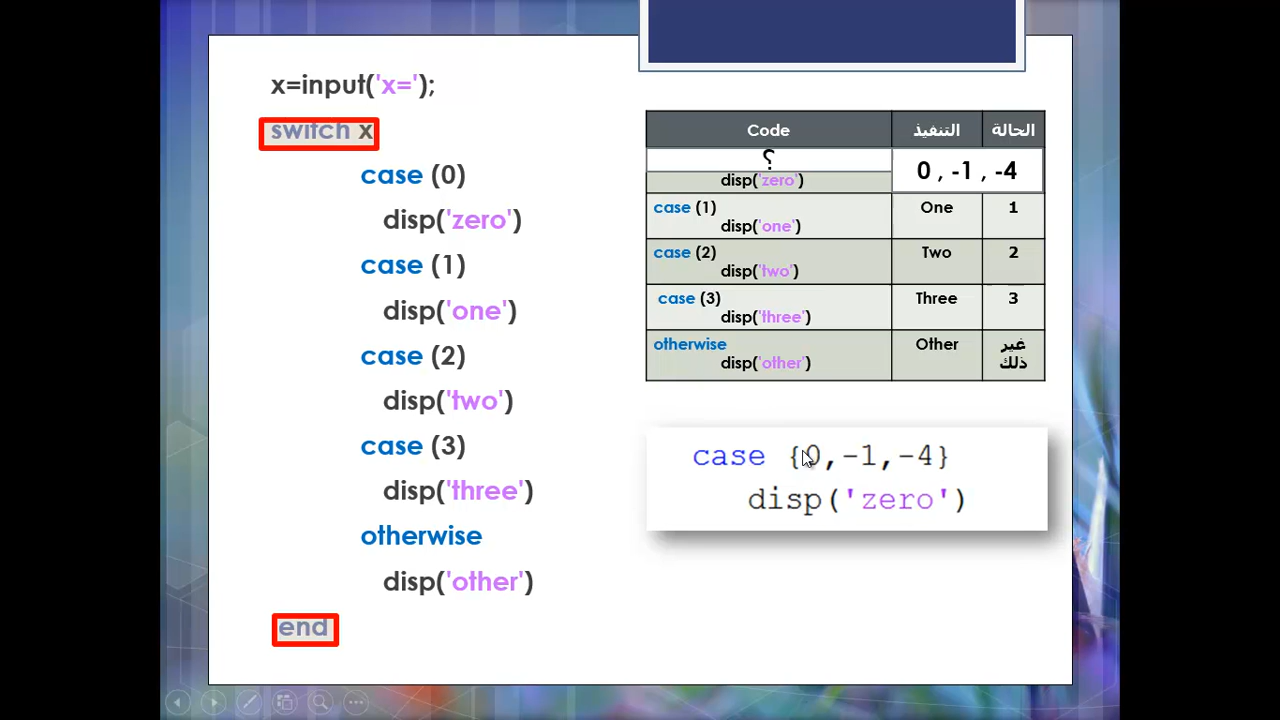 x=input('x=');
switch x
case (0)
disp('zero')
case (1)
disp('one')
case (2)
disp('two')
case (3)
disp('three')
otherwise
disp('other')
end
Code التنفيذ الحالة
؟
disp('zero')
0 , -1 , -4
case (1)
disp('one')
One 1
case (2)
disp('two')
Two 2
case (3)
disp('three')
Three 3
otherwise
disp('other')
Other
غير
ذلك
case {0,-1,-4}
disp('zero')